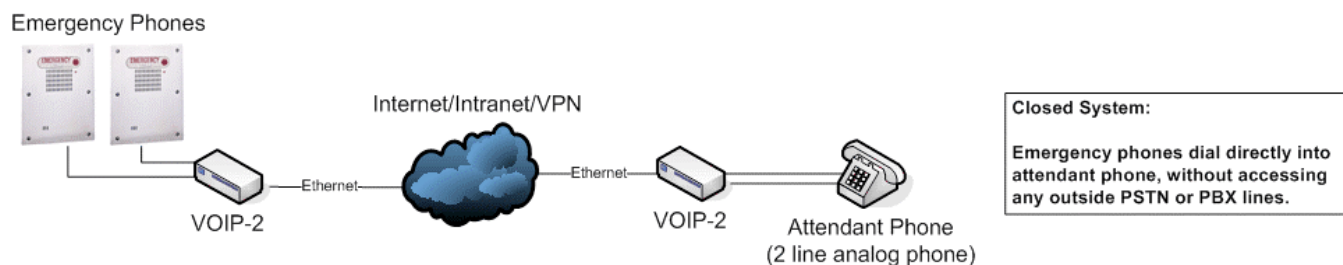 Emergency Phones
EMERGENCY
EMERGENCY
Internet/Intranet/VPN
Ethernet
Ethernet
VOIP-2
VOIP-2
Attendant Phone
(2 line analog phone)
Closed System:
Emergency phones dial directly into
attendant phone, without accessing
any outside PSTN or PBX lines.